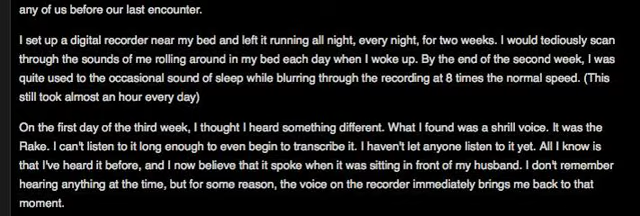 any of us before our last encounter.
I set up a digital recorder near my bed and left it running all night, every night, for two weeks. I would tediously scan
through the sounds of me rolling around in my bed each day when I woke up. By the end of the second week, I was
quite used to the occasional sound of sleep while blurring through the recording at 8 times the normal speed. (This
still took almost an hour every day)
On the first day of the third week, I thought I heard something different. What I found was a shrill voice. It was the
Rake. I can't listen to it long enough to even begin to transcribe it. I haven't let anyone listen to it yet. All I know is
that I've heard it before, and I now believe that it spoke when it was sitting in front of my husband. I don't remember
hearing anything at the time, but for some reason, the voice on the recorder immediately brings me back to that
moment.